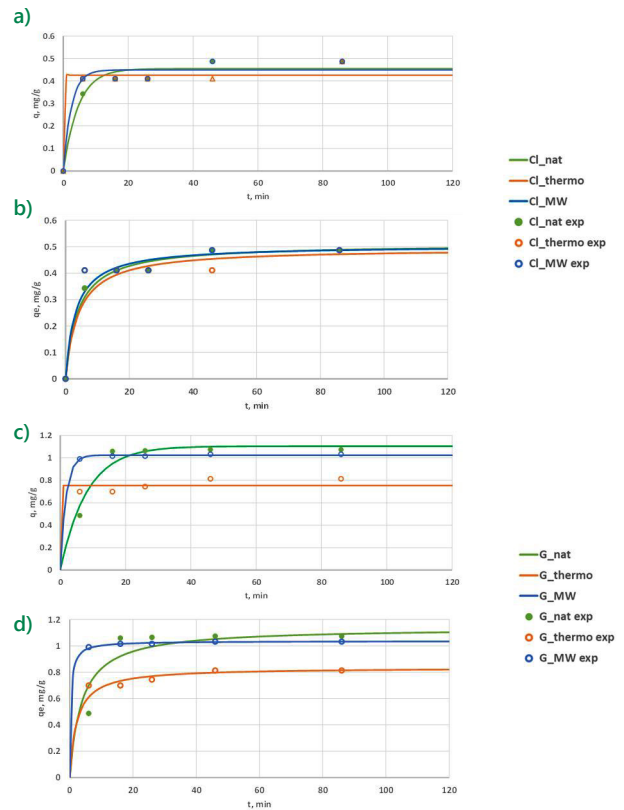 a)
0.6
0.5
0.4
0.3
0.2
0.1
0
q, mg/g
0 20 40 60 80 100 120
t, min
b)
0.6
0.5
0.4
0.3
0.2
0.1
0
qe, mg/g
0 20 40 60 80 100 120
t, min
Cl_nat
Cl_thermo
Cl_MW
Cl_nat exp
Cl_thermo exp
Cl_MW exp
c)
1.2
1
0.8
0.6
0.4
0.2
0
q, mg/g
0 20 40 60 80 100 120
t, min
d)
1.2
1
0.8
0.6
0.4
0.2
0
qe, mg/g
0 20 40 60 80 100 120
t, min
G_nat
G_thermo
G_MW
G_nat exp
G_thermo exp
G_MW exp